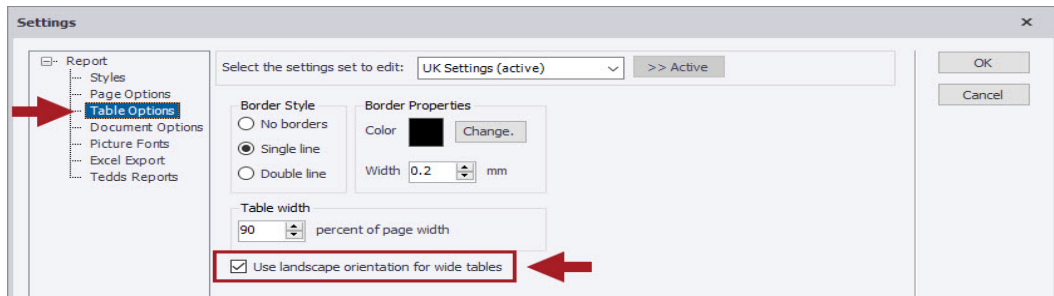 Settings
Report
Styles
Page Options
Table Options
Document Options
Picture Fonts
Excel Export
Tedds Reports
Select the settings set to edit: UK Settings (active) >> Active
Border Style
No borders
Single line
Double line
Border Properties
Color Change.
Width 0.2 mm
Table width
90 percent of page width
Use landscape orientation for wide tables
OK
Cancel